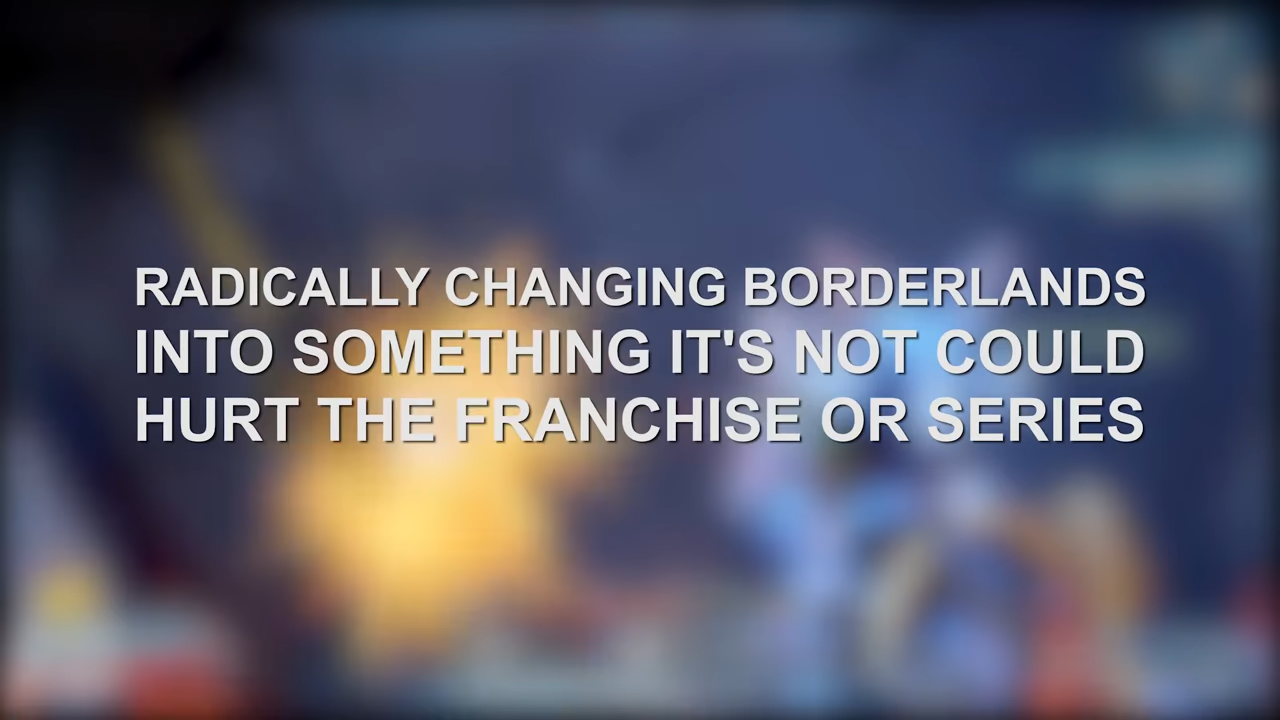 RADICALLY CHANGING BORDERLANDS
INTO SOMETHING IT'S NOT COULD
HURT THE FRANCHISE OR SERIES